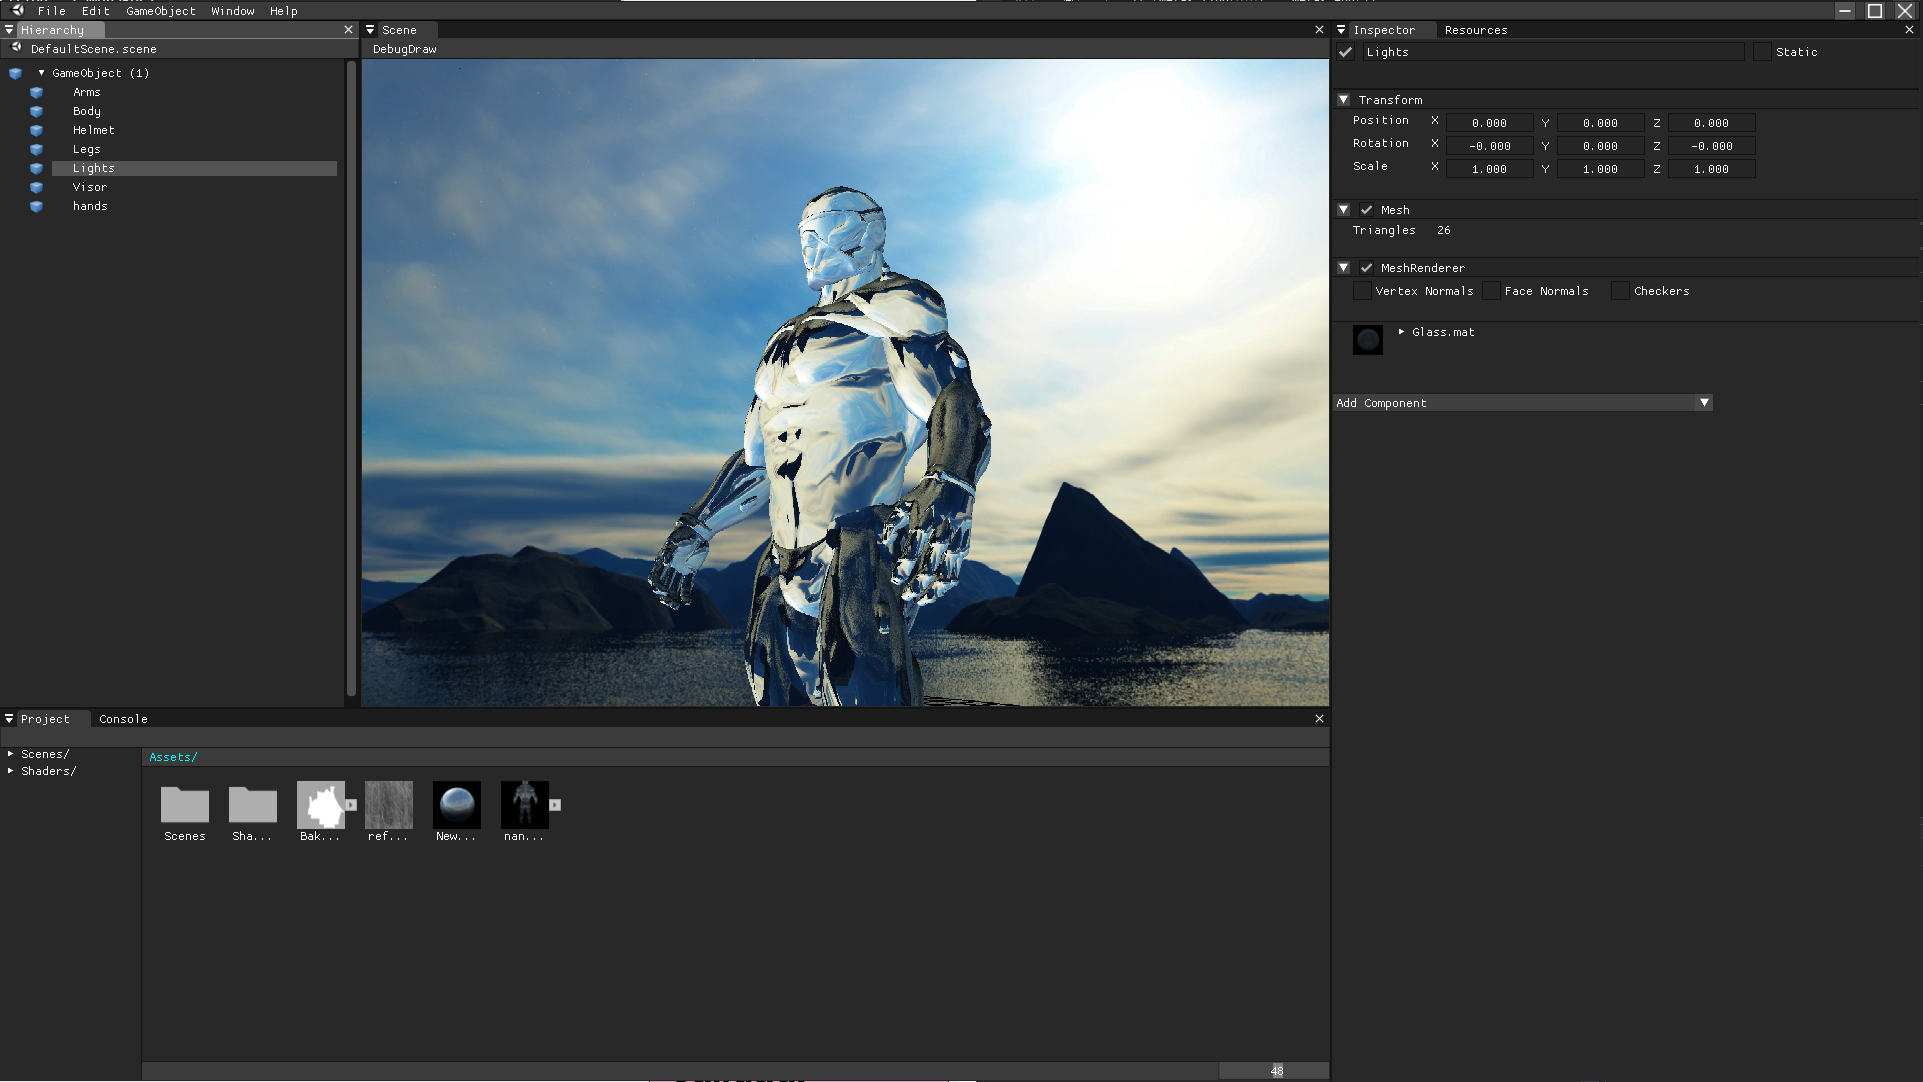 File Edit GameObject Window Help
Hierarchy
DefaultScene.scene
GameObject (1)
Arms
Body
Helmet
Legs
Lights
Visor
hands
Scene
DebugDraw
Inspector Resources
Lights Static
Transform
Position X 0.000 Y 0.000 Z 0.000
Rotation X -0.000 Y 0.000 Z -0.000
Scale X 1.000 Y 1.000 Z 1.000
Mesh
Triangles 26
MeshRenderer
Vertex Normals Face Normals Checkers
Glass.mat
Add Component
Project Console
Scenes/
Shaders/
Assets/
Scenes Sha... Bak... ref... New... nan...
48